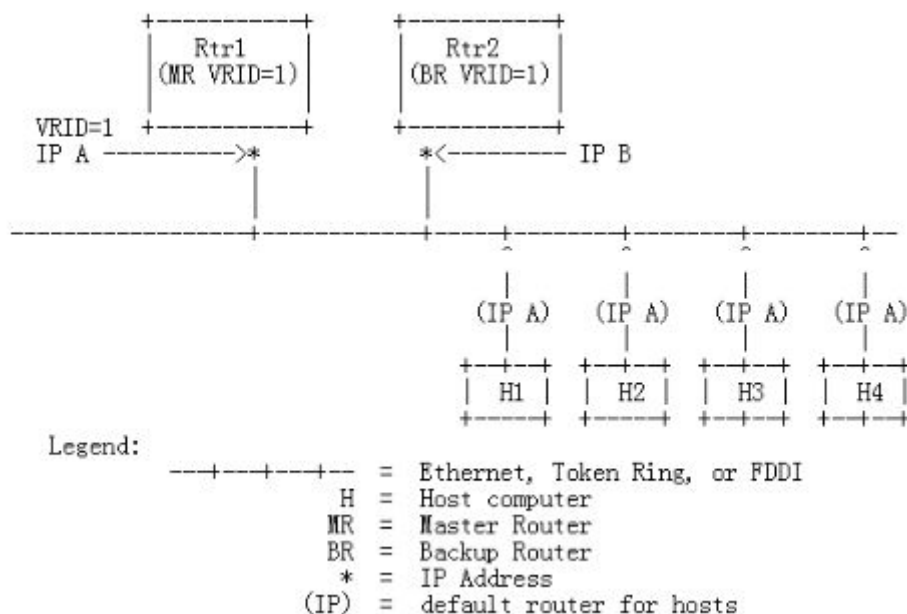 +-----------+ +-----------+
| Rtr1 | | Rtr2 |
|(MR VRID=1)| |(BR VRID=1)|
| | | |
VRID=1 +-----------+ +-----------+
IP A ---------->* *<--------- IP B
| |
| |
------------------+------------+-----+--------+--------+--------+--
^ ^ ^ ^
| | | |
(IP A) (IP A) (IP A) (IP A)
| | | |
+--+--+ +--+--+ +--+--+ +--+--+
| H1 | | H2 | | H3 | | H4 |
+-----+ +-----+ +--+--+ +--+--+
Legend:
---+---+---+-- = Ethernet, Token Ring, or FDDI
H = Host computer
MR = Master Router
BR = Backup Router
* = IP Address
(IP) = default router for hosts